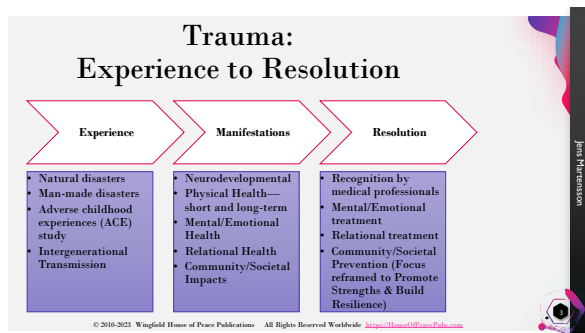 Trauma:
Experience to Resolution
Experience
Manifestations
Resolution
• Natural disasters
• Man-made disasters
• Adverse childhood
experiences (ACE)
study
• Intergenerational
Transmission
• Neurodevelopmental
• Physical Health—
short and long-term
• Mental/Emotional
Health
• Relational Health
• Community/Societal
Impacts
• Recognition by
medical professionals
• Mental/Emotional
treatment
• Relational treatment
• Community/Societal
Prevention (Focus
reframed to Promote
Strengths & Build
Resilience)
Jens Martensson
3
© 2010-2023 Wingfield House of Peace Publications All Rights Reserved Worldwide https://HouseOfPeacePubs.com